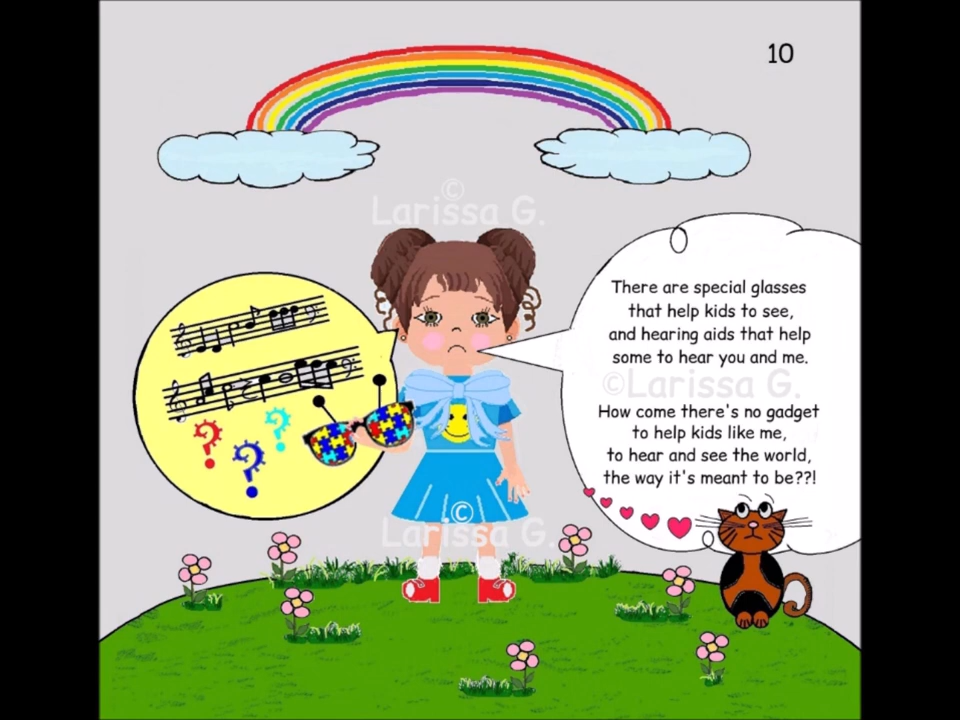 10
©
Larissa G.
There are special glasses
that help kids to see,
and hearing aids that help
some to hear you and me.
©Larissa G.
How come there's no gadget
to help kids like me,
to hear and see the world,
the way it's meant to be??!
? ? ?
©
Larissa G.